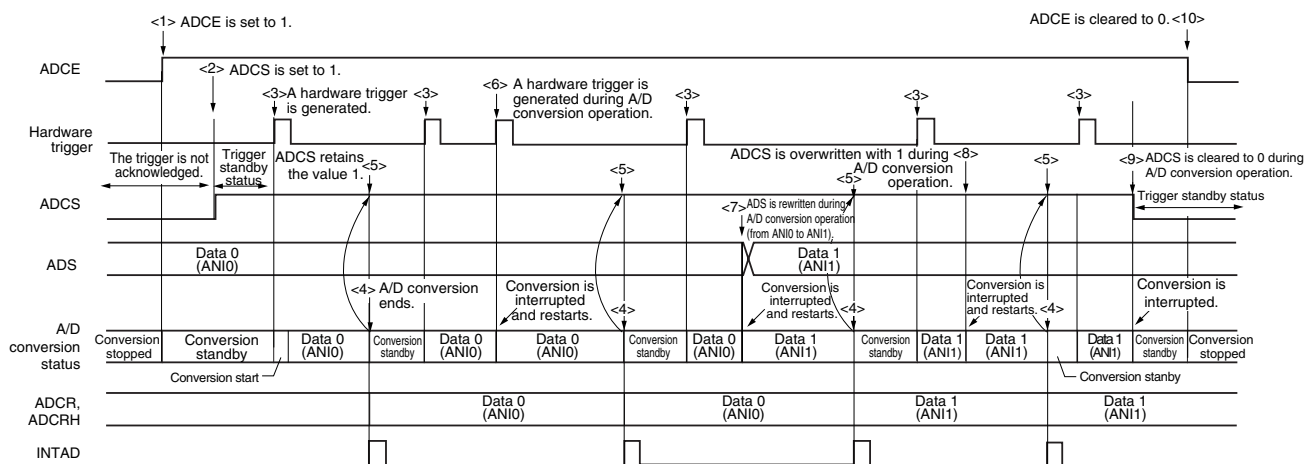 <1> ADCE is set to 1.
ADCE is cleared to 0. <10>
ADCE
<2> ADCS is set to 1.
<3> A hardware trigger
is generated.
<3>
<6> A hardware trigger is
generated during A/D
conversion operation.
<3>
<3>
<3>
Hardware
trigger
The trigger is not
acknowledged.
Trigger
standby
status
ADCS retains
the value 1.
<5>
<5>
ADCS is overwritten with 1 during
A/D conversion
operation.
<8>
<5>
<5>
<9> ADCS is cleared to 0 during
A/D conversion operation.
Trigger standby status
ADCS
<7> ADS is rewritten during
A/D conversion operation
(from ANI0 to ANI1).
ADS
Data 0
(ANI0)
Data 1
(ANI1)
<4> A/D conversion
ends.
Conversion is
interrupted
and restarts.
<4>
Conversion is
interrupted
and restarts.
<4>
Conversion is
interrupted
and restarts.
<4>
Conversion is
interrupted.
A/D
conversion
status
Conversion
stopped
Conversion
standby
Data 0
(ANI0)
Conversion
standby
Data 0
(ANI0)
Data 0
(ANI0)
Conversion
standby
Data 0
(ANI0)
Data 1
(ANI1)
Conversion
standby
Data 1
(ANI1)
Data 1
(ANI1)
Data 1
(ANI1)
Conversion
standby
Conversion
stopped
Conversion start
Conversion stanby
ADCR,
ADCRH
Data 0
(ANI0)
Data 0
(ANI0)
Data 1
(ANI1)
Data 1
(ANI1)
INTAD